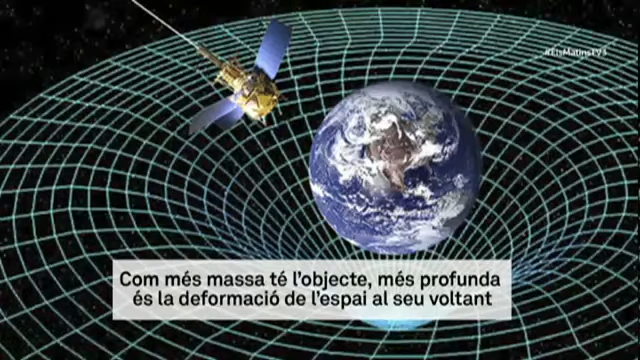 #ElsMatinsTV3
Com més massa té l'objecte, més profunda
és la deformació de l'espai al seu voltant